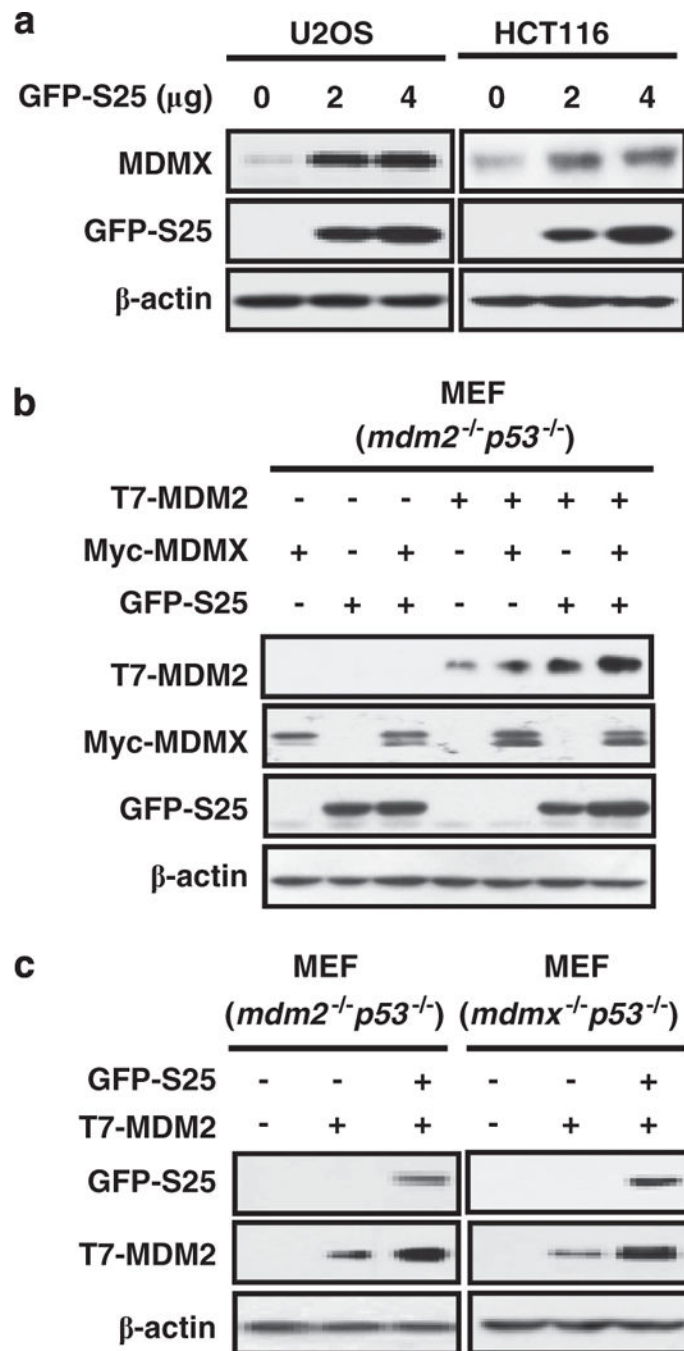 a
U2OS HCT116
GFP-S25 (μg) 0 2 4 0 2 4
MDMX
GFP-S25
β-actin
b
MEF
(mdm2-/-p53-/-)
T7-MDM2 - - - + + + +
Myc-MDMX + - + - + - +
GFP-S25 - + + - - + +
T7-MDM2
Myc-MDMX
GFP-S25
β-actin
c
MEF MEF
(mdm2-/-p53-/-) (mdmx-/-p53-/-)
GFP-S25 - - + - - +
T7-MDM2 - + + - + +
GFP-S25
T7-MDM2
β-actin